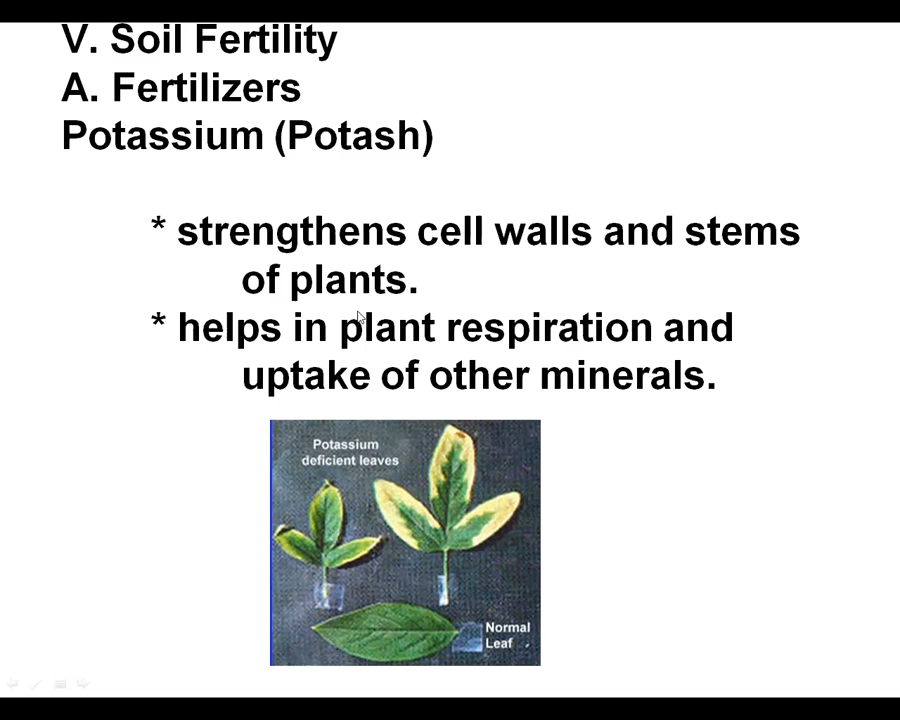 V. Soil Fertility
A. Fertilizers
Potassium (Potash)
* strengthens cell walls and stems
of plants.
* helps in plant respiration and
uptake of other minerals.
Potassium
deficient leaves
Normal
Leaf